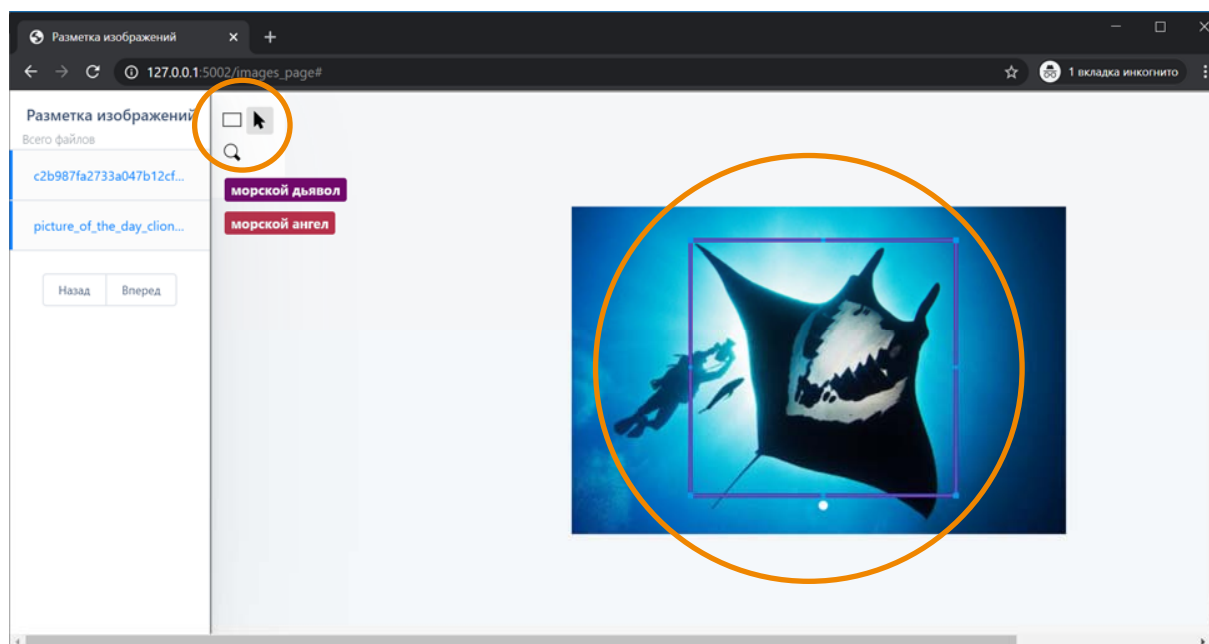 Разметка изображений
127.0.0.1:5002/images_page#
1 вкладка инкогнито
Разметка изображений
Всего файлов
c2b987fa2733a047b12cf...
picture_of_the_day_clion...
Назад
Вперед
морской дьявол
морской ангел